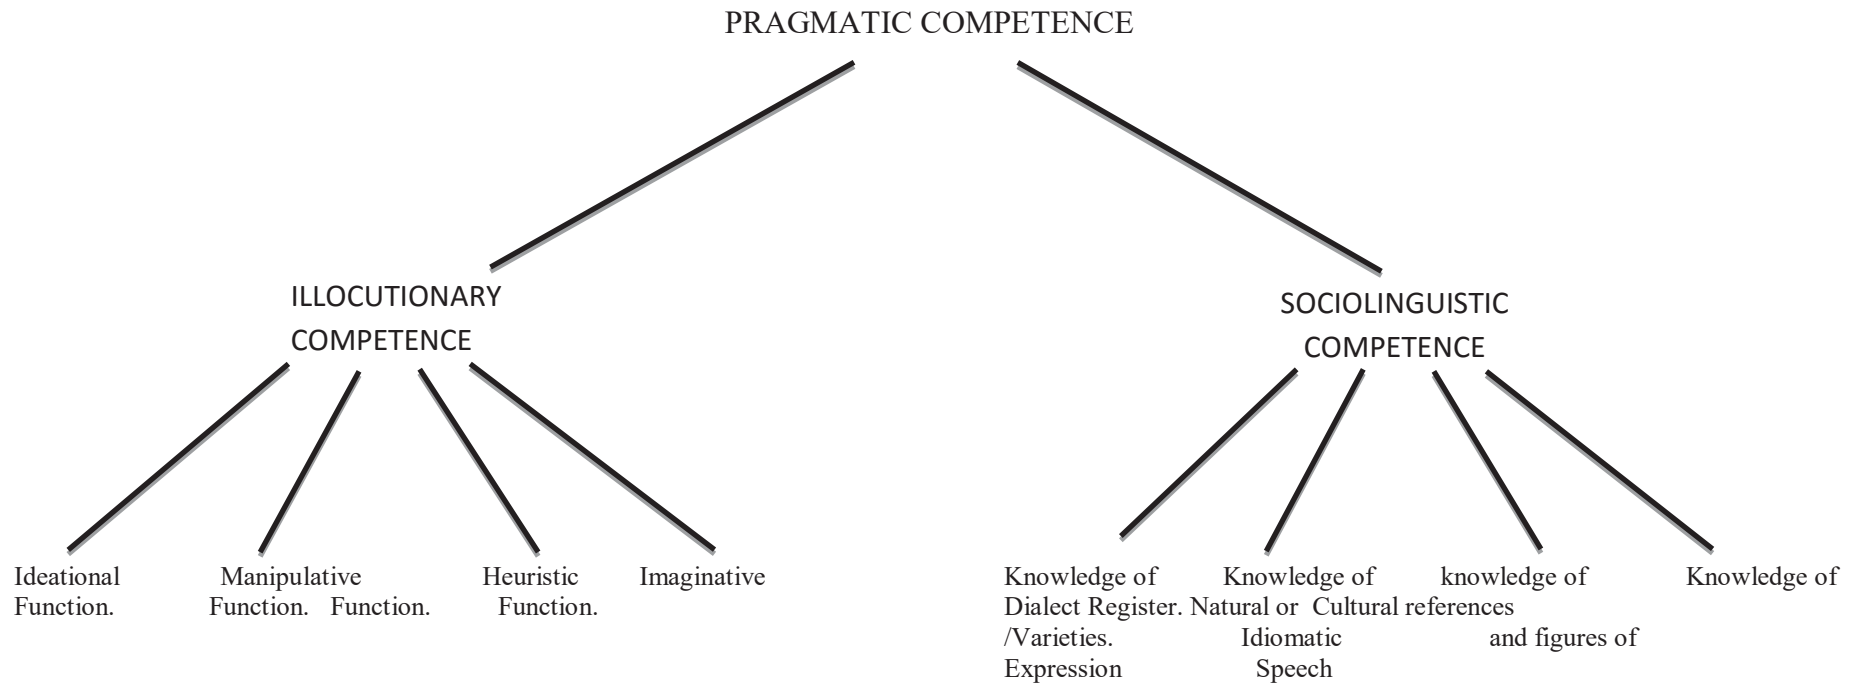 PRAGMATIC COMPETENCE
ILLOCUTIONARY
COMPETENCE
SOCIOLINGUISTIC
COMPETENCE
Ideational Manipulative Heuristic Imaginative
Function. Function. Function. Function.
Knowledge of Knowledge of knowledge of Knowledge of
Dialect Register. Natural or Cultural references
/Varieties. Idiomatic and figures of
Expression Speech